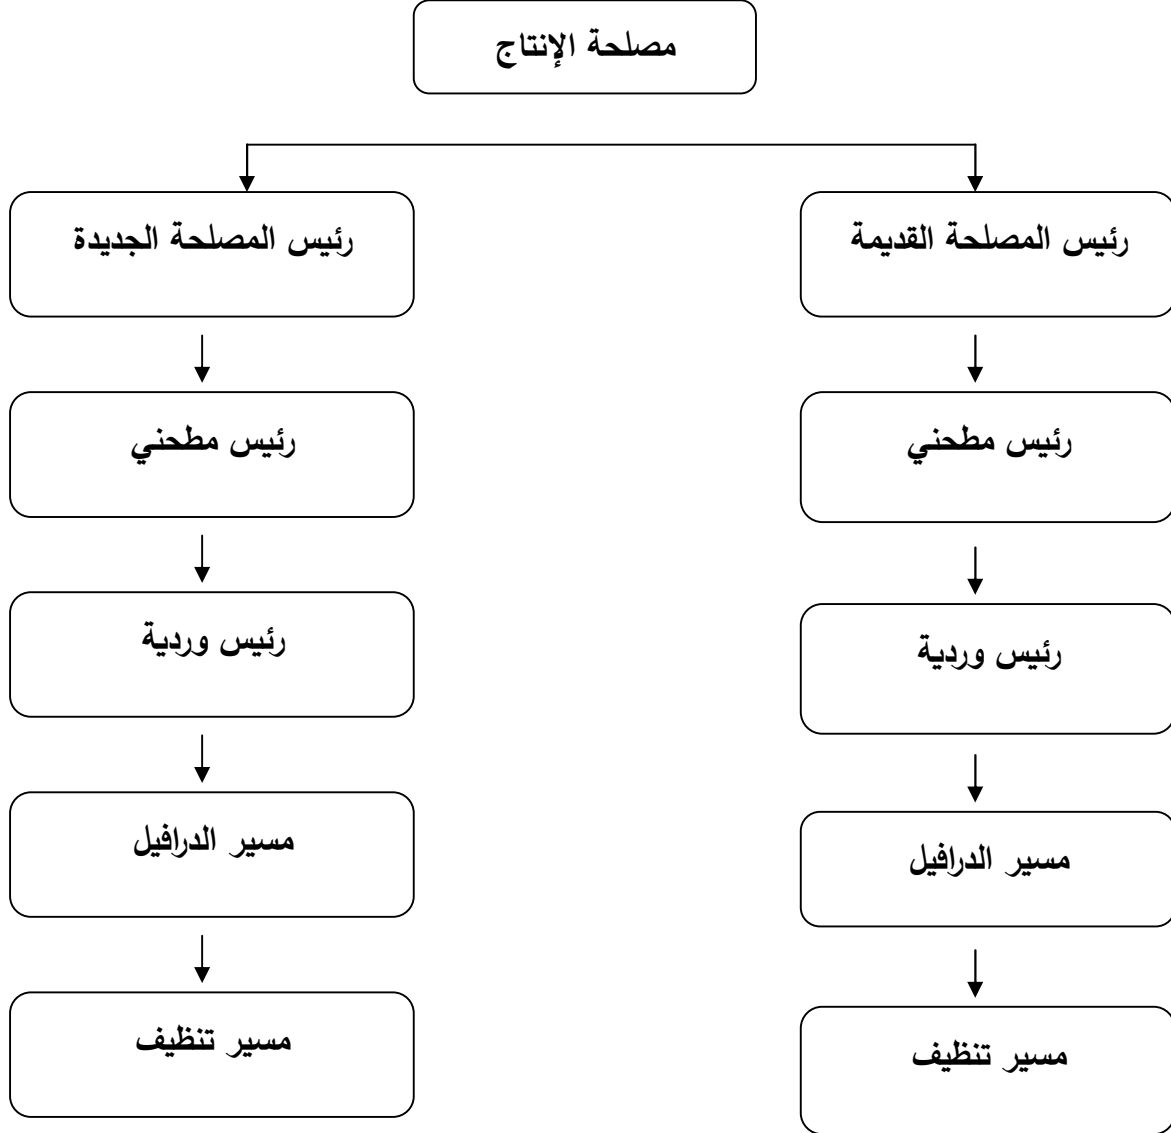 مصلحة الإنتاج
رئيس المصلحة القديمة
رئيس المصلحة الجديدة
رئيس مطحني
رئيس مطحني
رئيس وردية
رئيس وردية
مسير الدرافيل
مسير الدرافيل
مسير تنظيف
مسير تنظيف